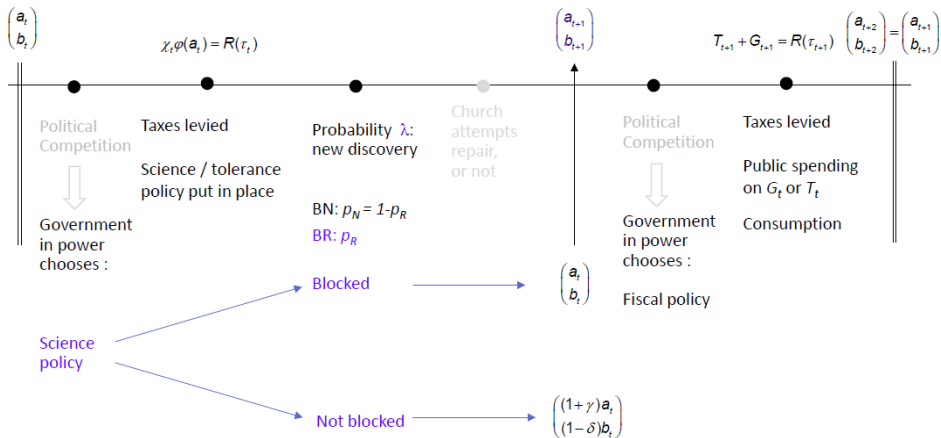 (a_t b_t)
χ_t φ(a_t) = R(τ_t)
(a_{t+1} b_{t+1})
T_{t+1} + G_{t+1} = R(τ_{t+1})
(a_{t+2} b_{t+2}) = (a_{t+1} b_{t+1})
Political
Competition
Government
in power
chooses :
Science
policy
Taxes levied
Science / tolerance
policy put in place
Probability λ:
new discovery
BN: p_N = 1-p_R
BR: p_R
Blocked
Not blocked
Church
attempts
repair,
or not
(a_t b_t)
((1+γ)a_t (1−δ)b_t)
Political
Competition
Government
in power
chooses :
Fiscal policy
Taxes levied
Public spending
on G_t or T_t
Consumption